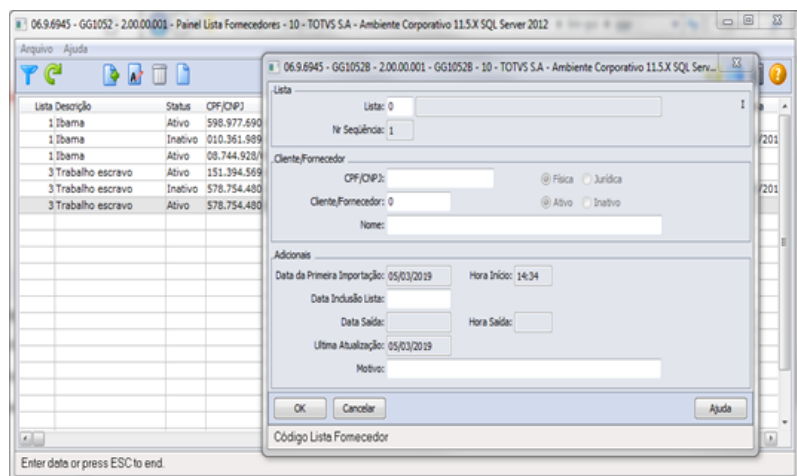 06.9.6945 - GG1052 - 2.00.00.001 - Painel Lista Fornecedores - 10 - TOTVS S.A - Ambiente Corporativo 11.5.X SQL Server 2012
Arquivo Ajuda
Lista Descrição Status CPF/CNPJ
1 Ibama Ativo 598.977.690
1 Ibama Inativo 010.361.989 /201
1 Ibama Ativo 08.744.928/
3 Trabalho escravo Ativo 151.394.569
3 Trabalho escravo Inativo 578.754.480 /201
3 Trabalho escravo Ativo 578.754.480
Enter data or press ESC to end.
06.9.6945 - GG1052B - 2.00.00.001 - GG1052B - 10 - TOTVS S.A - Ambiente Corporativo 11.5.X SQL Serv...
Lista
Lista: 0
Nr Seqüência: 1
Cliente/Fornecedor
CPF/CNPJ: Física Jurídica
Cliente/Fornecedor: 0 Ativo Inativo
Nome:
Adicionais
Data da Primeira Importação: 05/03/2019 Hora Início: 14:34
Data Inclusão Lista:
Data Saída: Hora Saída:
Ultima Atualização: 05/03/2019
Motivo:
OK Cancelar Ajuda
Código Lista Fornecedor